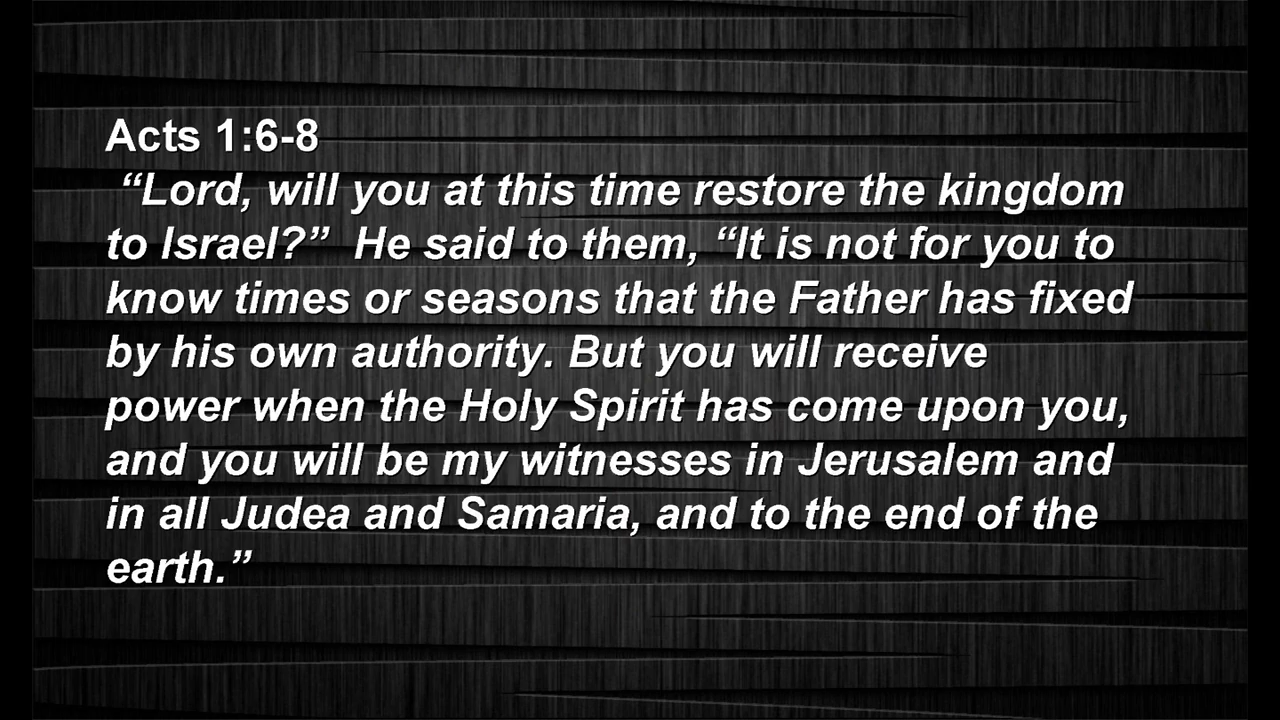 Acts 1:6-8
“Lord, will you at this time restore the kingdom
to Israel?”  He said to them, “It is not for you to
know times or seasons that the Father has fixed
by his own authority. But you will receive
power when the Holy Spirit has come upon you,
and you will be my witnesses in Jerusalem and
in all Judea and Samaria, and to the end of the
earth.”